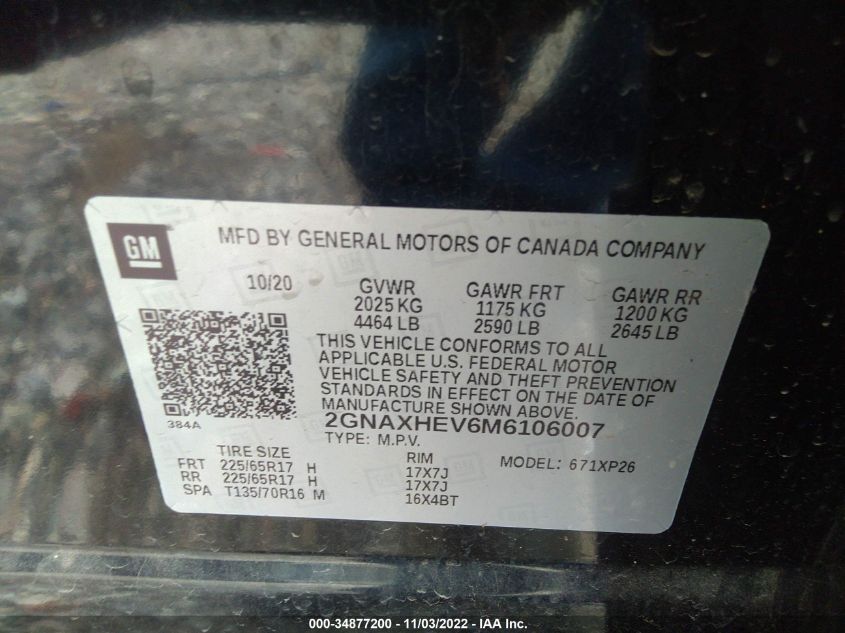 GM
MFD BY GENERAL MOTORS OF CANADA COMPANY
10/20 GVWR GAWR FRT GAWR RR
2025 KG 1175 KG 1200 KG
4464 LB 2590 LB 2645 LB
THIS VEHICLE CONFORMS TO ALL
APPLICABLE U.S. FEDERAL MOTOR
VEHICLE SAFETY AND THEFT PREVENTION
STANDARDS IN EFFECT ON THE DATE OF
MANUFACTURE SHOWN ABOVE.
384A
2GNAXHEV6M6106007
TYPE: M.P.V.
TIRE SIZE RIM MODEL: 671XP26
FRT 225/65R17 H 17X7J
RR 225/65R17 H 17X7J
SPA T135/70R16 M 16X4BT
000-34877200 - 11/03/2022 - IAA Inc.